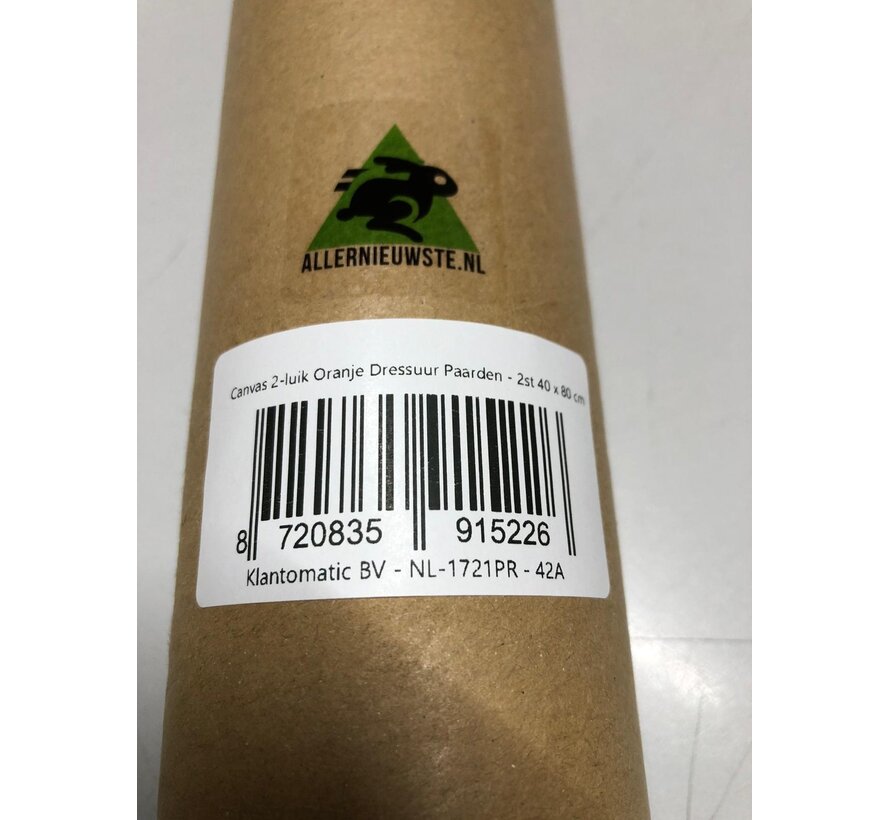 ALLERNIEUWSTE.NL
Canvas 2-luik Oranje Dressuur Paarden - 2st 40 x 80 cm
8 720835 915226
Klantomatic BV - NL-1721PR - 42A